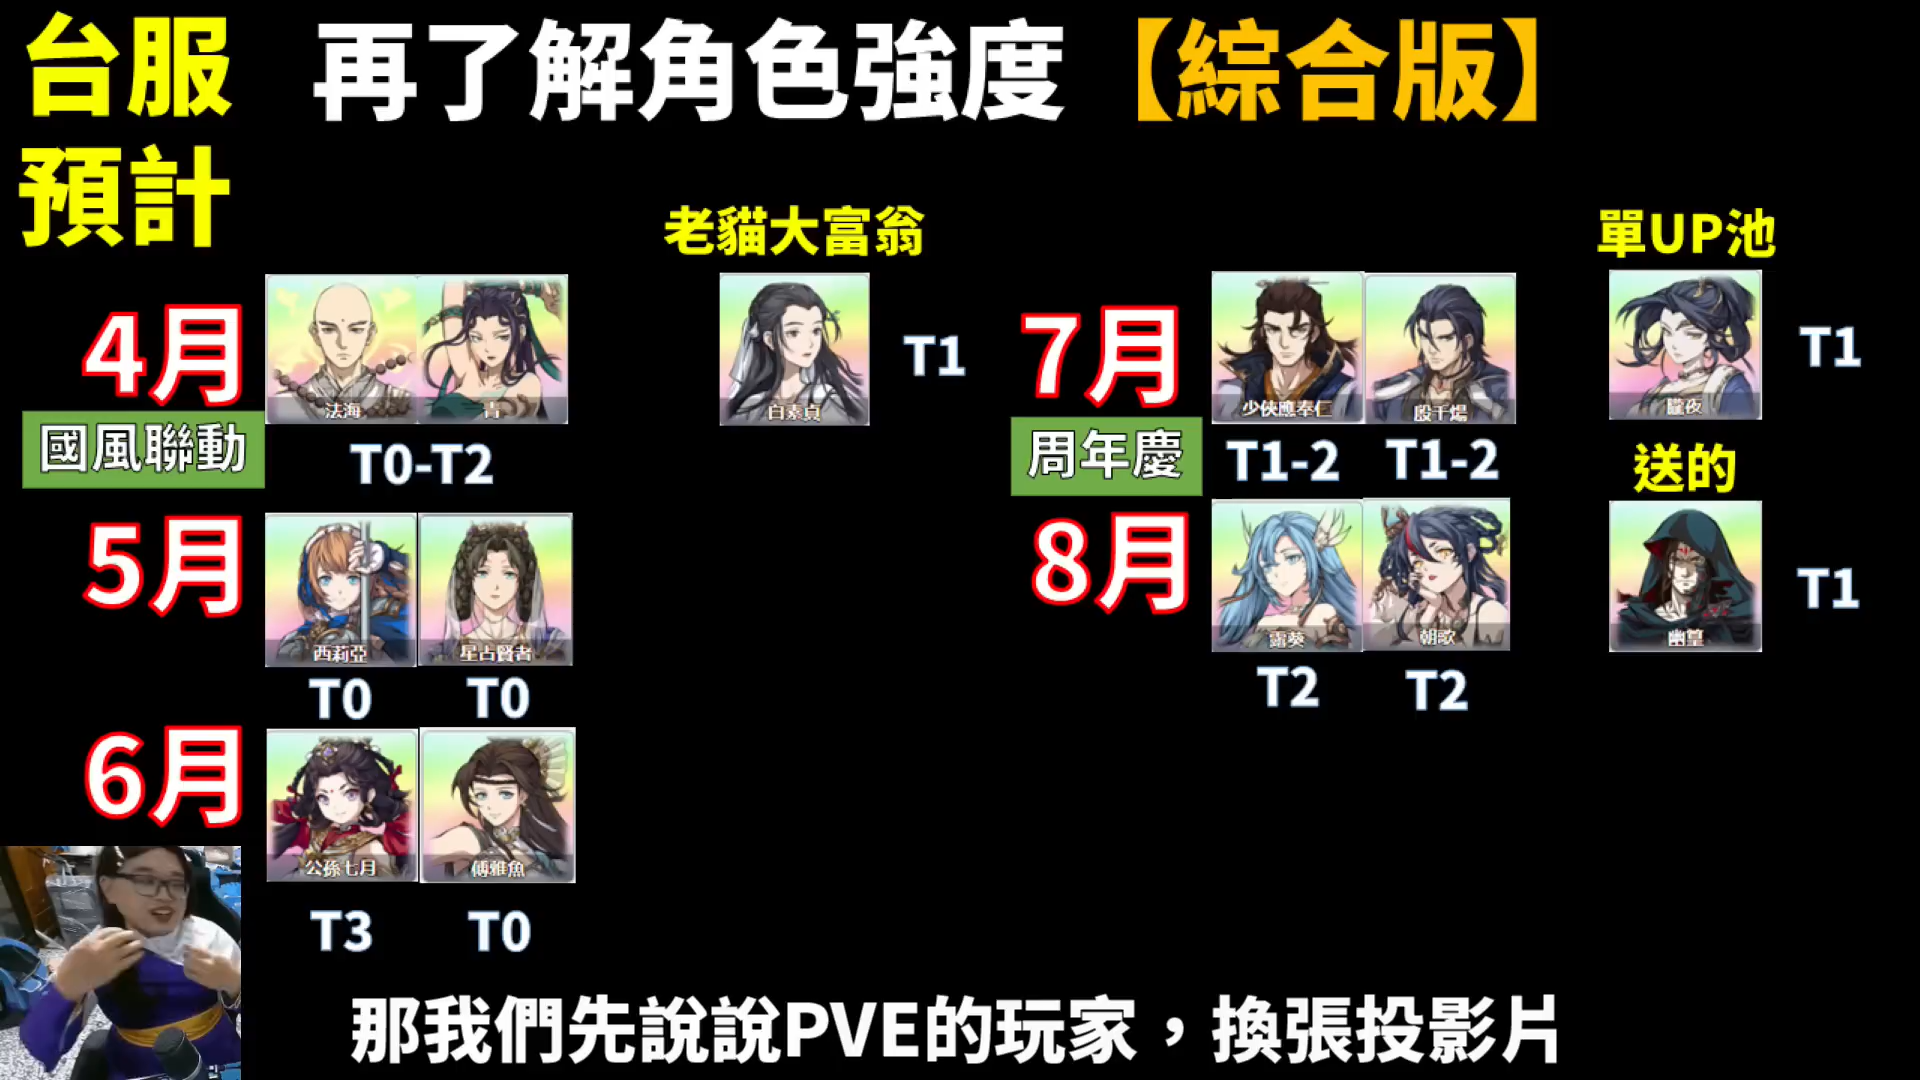 台服 再了解角色強度【綜合版】
預計
老貓大富翁
單UP池
4月
法海
青
白素貞
T1
7月
少俠應奉仁
殷千煬
朧夜
T1
國風聯動
T0-T2
周年慶
T1-2
T1-2
送的
5月
西莉亞
星占賢者
8月
露葵
朝歌
幽篁
T1
T0
T0
T2
T2
6月
公孫七月
傅雅魚
T3
T0
那我們先說說PVE的玩家，換張投影片